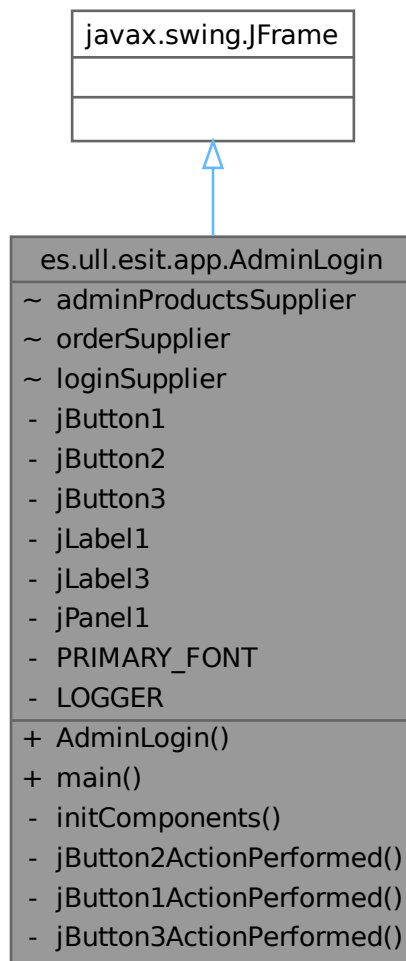 javax.swing.JFrame
es.ull.esit.app.AdminLogin
~ adminProductsSupplier
~ orderSupplier
~ loginSupplier
- jButton1
- jButton2
- jButton3
- jLabel1
- jLabel3
- jPanel1
- PRIMARY_FONT
- LOGGER
+ AdminLogin()
+ main()
- initComponents()
- jButton2ActionPerformed()
- jButton1ActionPerformed()
- jButton3ActionPerformed()